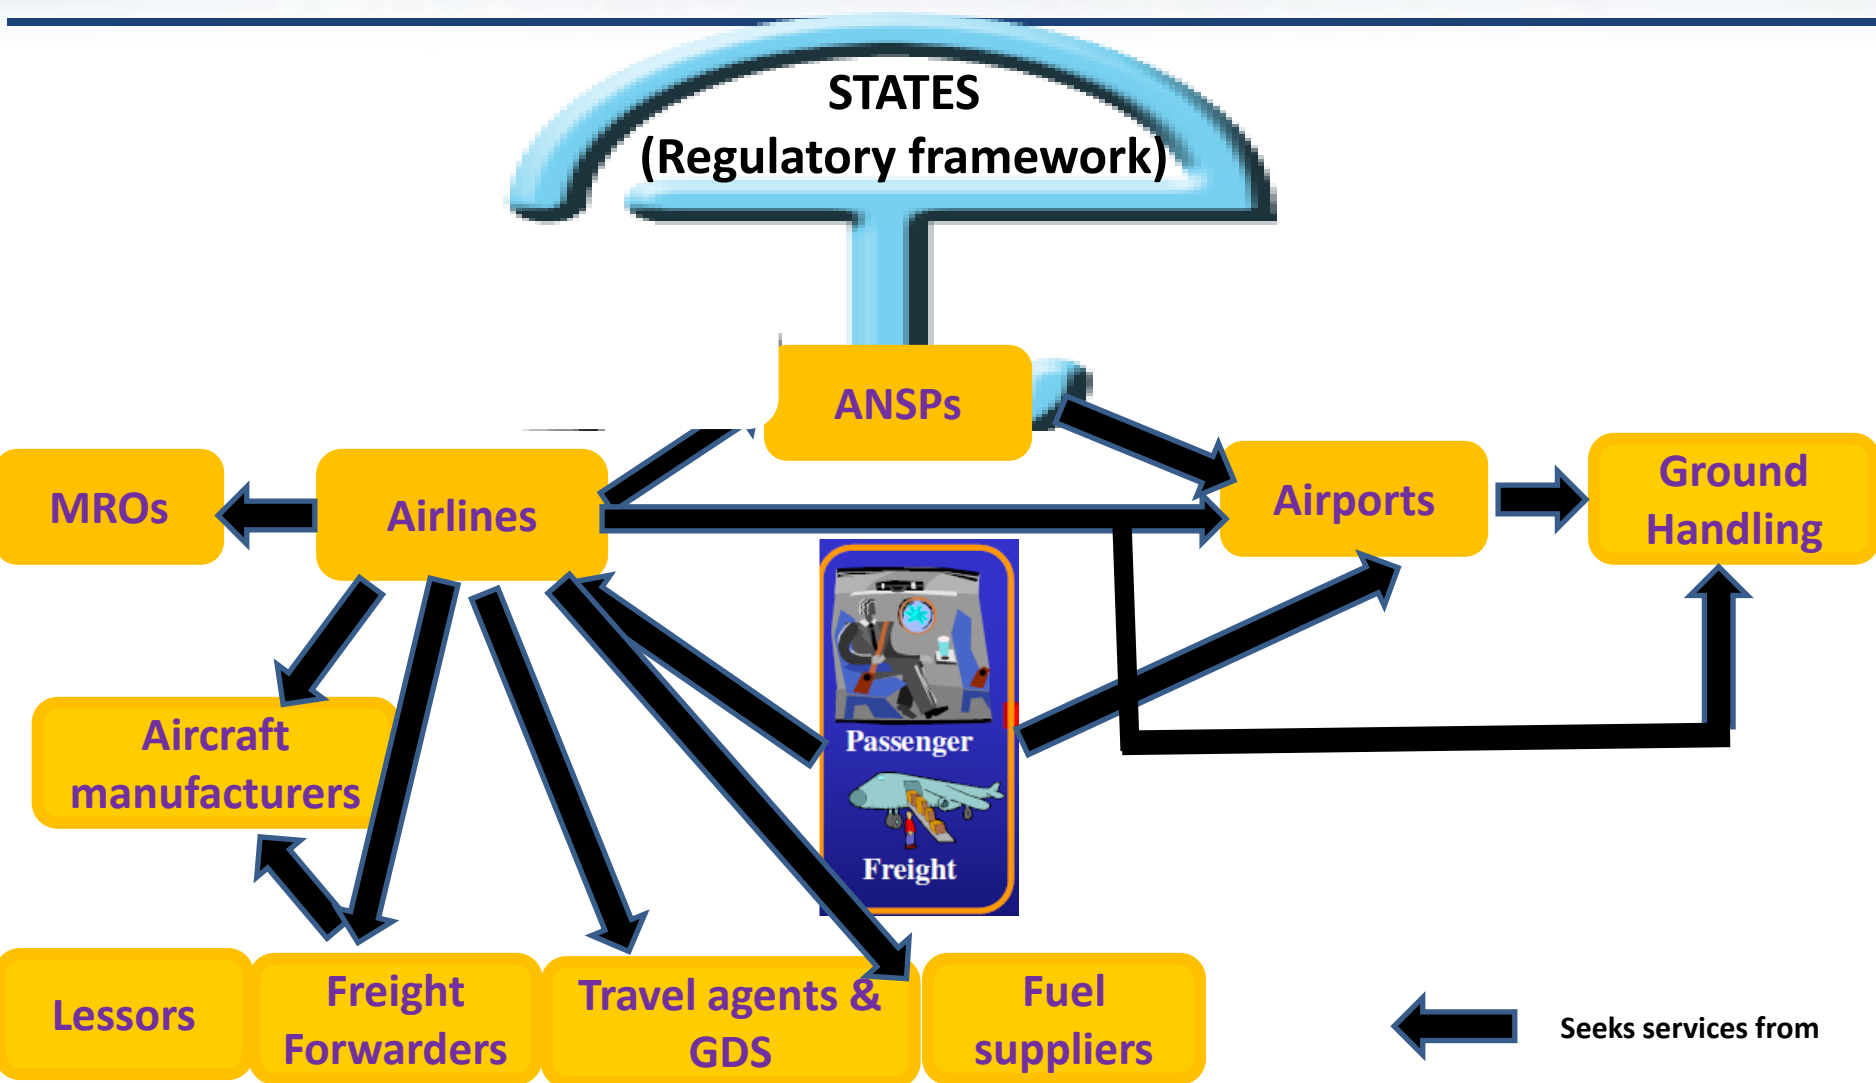 STATES
(Regulatory framework)
ANSPs
MROs
Airlines
Airports
Ground
Handling
Aircraft
manufacturers
Passenger
Freight
Lessors
Freight
Forwarders
Travel agents &
GDS
Fuel
suppliers
Seeks services from